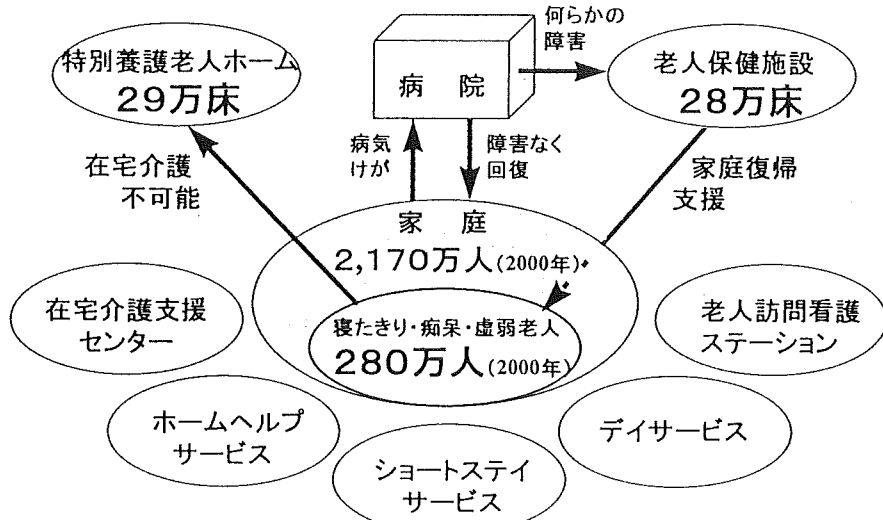 何らかの
障害
特別養護老人ホーム
29万床
病　院
老人保健施設
28万床
在宅介護
不可能
病気
けが
障害なく
回復
家庭復帰
支援
家　庭
2,170万人(2000年)
寝たきり・痴呆・虚弱老人
280万人(2000年)
在宅介護支援
センター
老人訪問看護
ステーション
ホームヘルプ
サービス
ショートステイ
サービス
デイサービス